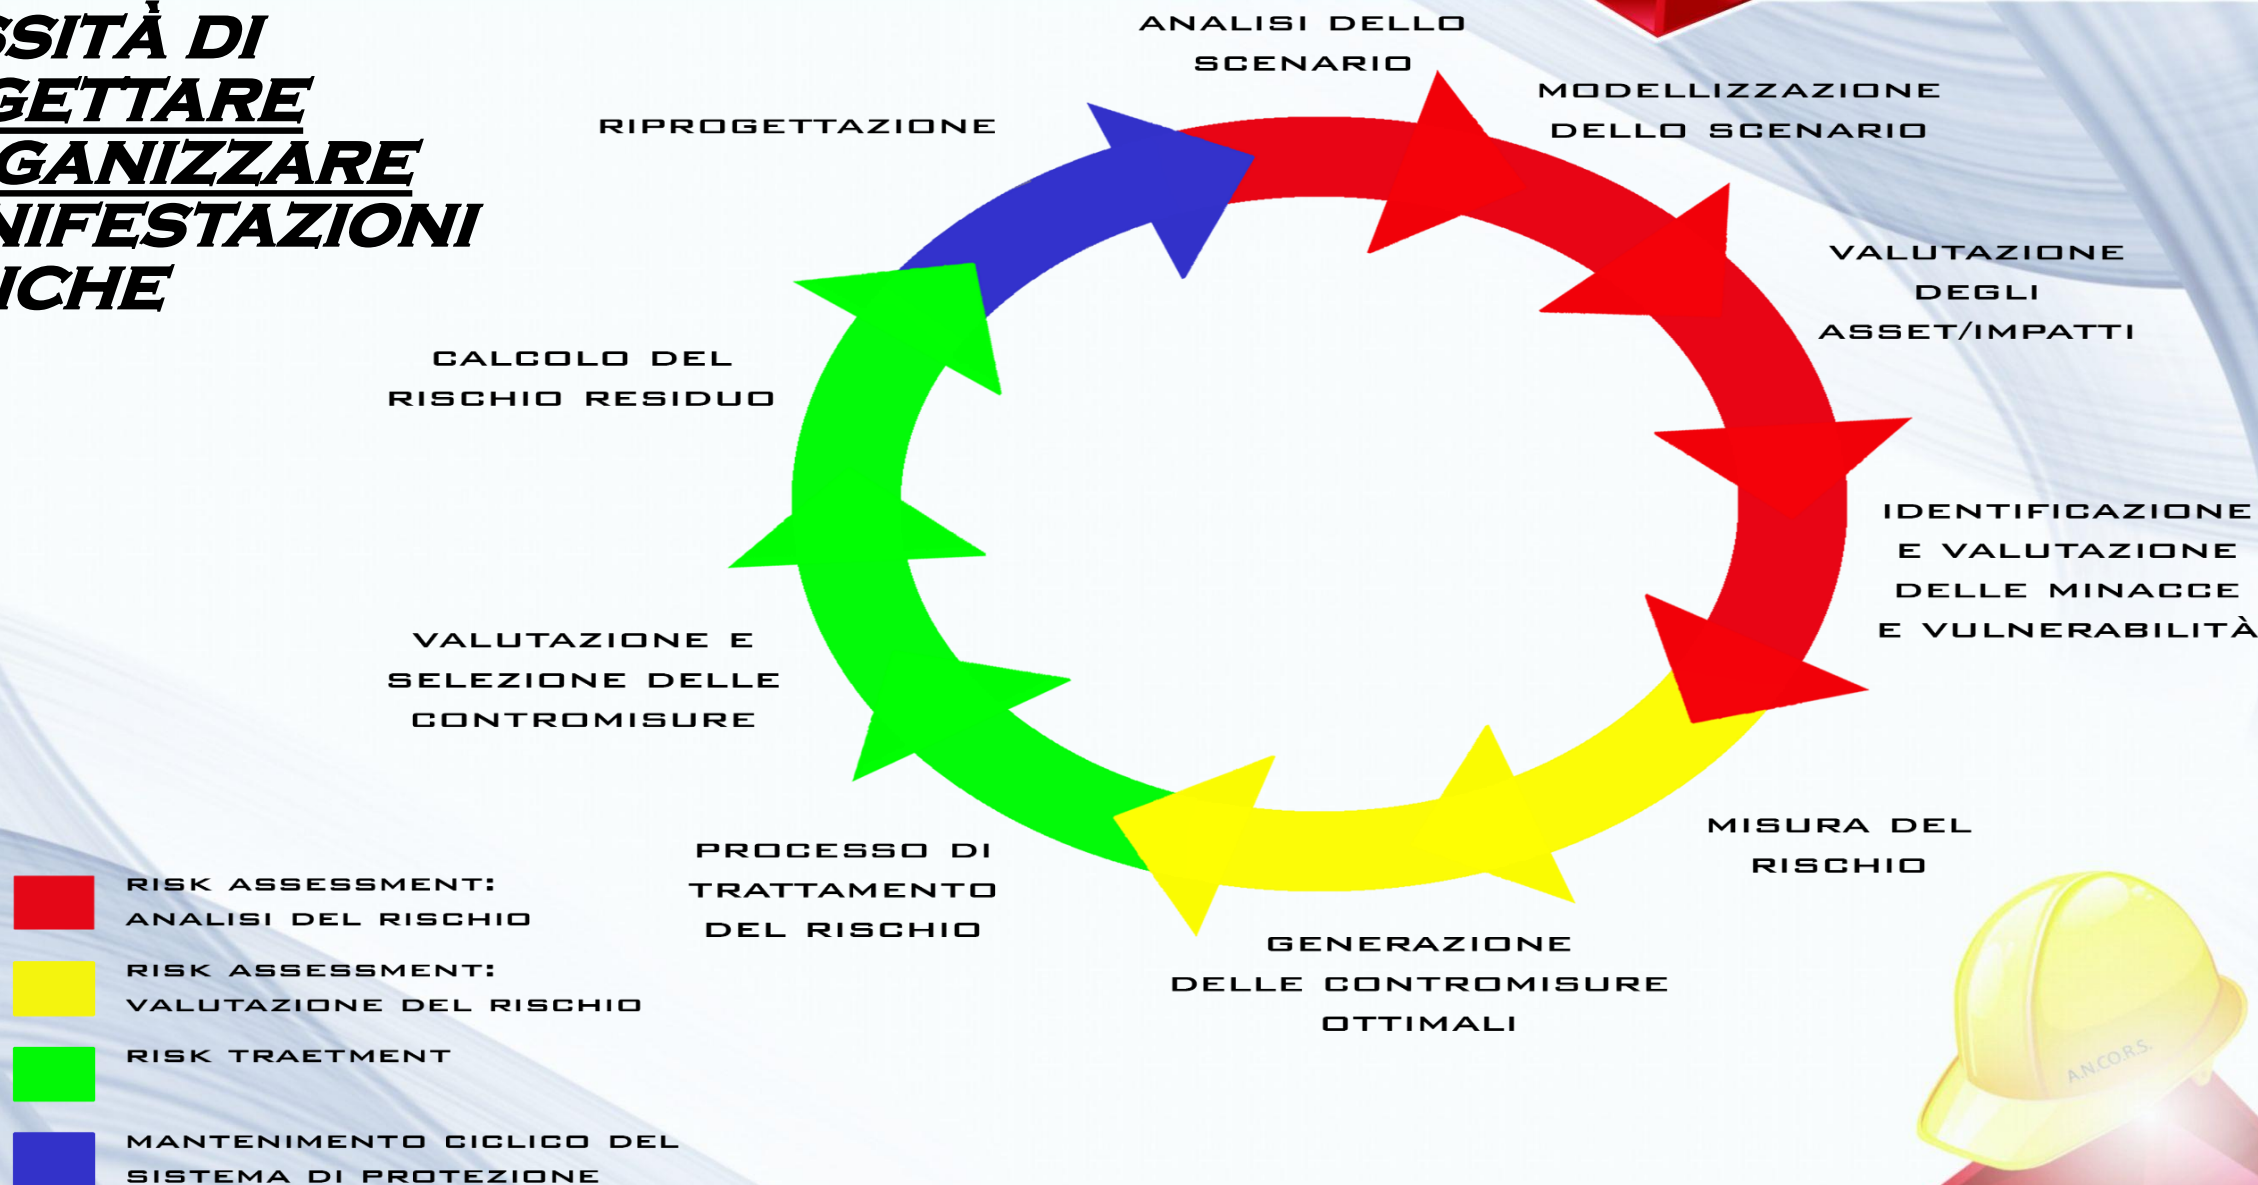 SSITÀ DI
GETTARE
GANIZZARE
NIFESTAZIONI
ICHE
ANALISI DELLO
SCENARIO
MODELLIZZAZIONE
DELLO SCENARIO
VALUTAZIONE
DEGLI
ASSET/IMPATTI
IDENTIFICAZIONE
E VALUTAZIONE
DELLE MINACCE
E VULNERABILITÀ
MISURA DEL
RISCHIO
GENERAZIONE
DELLE CONTROMISURE
OTTIMALI
PROCESSO DI
TRATTAMENTO
DEL RISCHIO
VALUTAZIONE E
SELEZIONE DELLE
CONTROMISURE
CALCOLO DEL
RISCHIO RESIDUO
RIPROGETTAZIONE
RISK ASSESSMENT:
ANALISI DEL RISCHIO
RISK ASSESSMENT:
VALUTAZIONE DEL RISCHIO
RISK TRAETMENT
MANTENIMENTO CICLICO DEL
SISTEMA DI PROTEZIONE
A.N.CO.R.S.